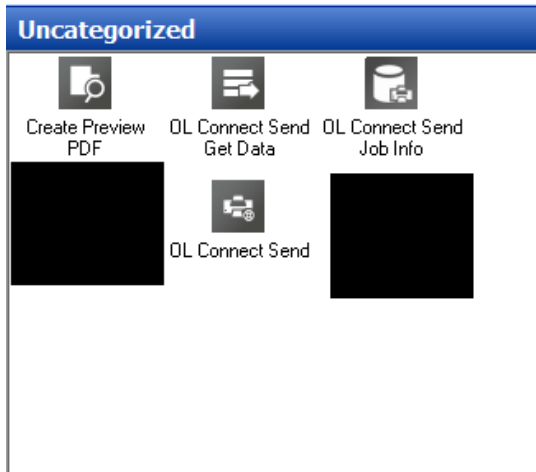 Uncategorized
Create Preview
PDF
OL Connect Send
Get Data
OL Connect Send
Job Info
OL Connect Send